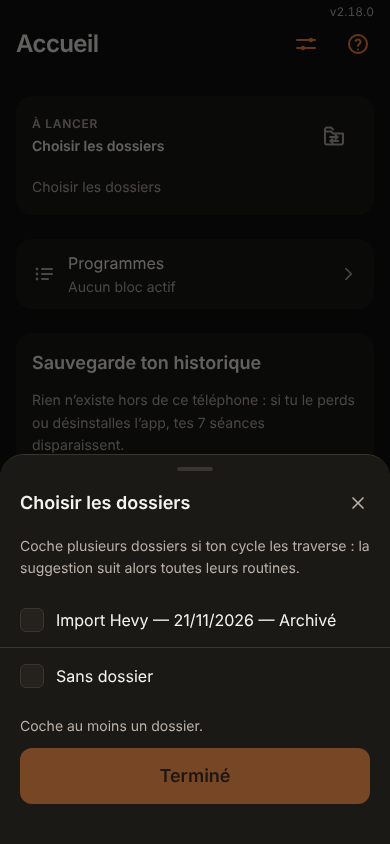 v2.18.0
Accueil
À LANCER
Choisir les dossiers
Choisir les dossiers
Programmes
Aucun bloc actif
Sauvegarde ton historique
Rien n’existe hors de ce téléphone : si tu le perds
ou désinstalles l’app, tes 7 séances
disparaissent.
Choisir les dossiers
Coche plusieurs dossiers si ton cycle les traverse : la
suggestion suit alors toutes leurs routines.
Import Hevy — 21/11/2026 — Archivé
Sans dossier
Coche au moins un dossier.
Terminé